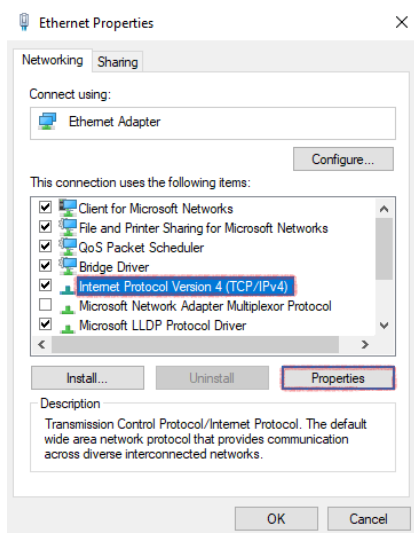 Ethernet Properties
Networking
Sharing
Connect using:
Ethernet Adapter
Configure...
This connection uses the following items:
Client for Microsoft Networks
File and Printer Sharing for Microsoft Networks
QoS Packet Scheduler
Bridge Driver
Internet Protocol Version 4 (TCP/IPv4)
Microsoft Network Adapter Multiplexor Protocol
Microsoft LLDP Protocol Driver
Install...
Uninstall
Properties
Description
Transmission Control Protocol/Internet Protocol. The default
wide area network protocol that provides communication
across diverse interconnected networks.
OK
Cancel